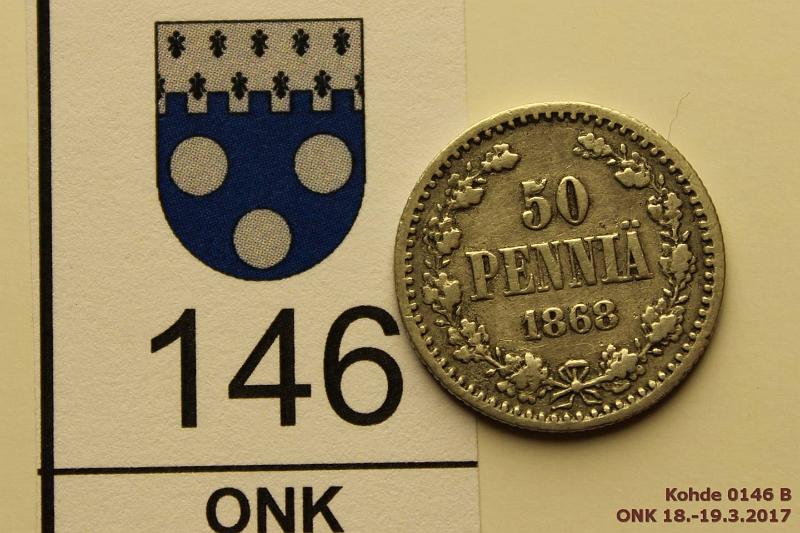 146
ONK
50
PENNIÄ
1868
Kohde 0146 B
ONK 18.-19.3.2017